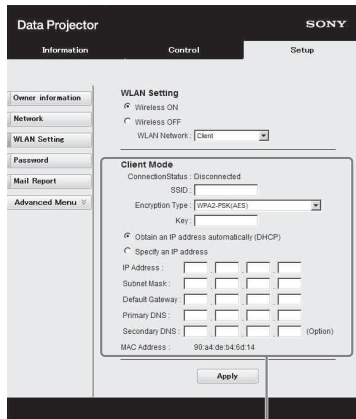 Data Projector SONY
Information Control Setup
Owner information
Network
WLAN Setting
Password
Mail Report
Advanced Menu
WLAN Setting
Wireless ON
Wireless OFF
WLAN Network : Client
Client Mode
ConnectionStatus : Disconnected
SSID :
Encryption Type : WPA2-PSK(AES)
Key :
Obtain an IP address automatically (DHCP)
Specify an IP address
IP Address : . . .
Subnet Mask : . . .
Default Gateway : . . .
Primary DNS : . . .
Secondary DNS : . . . (Option)
MAC Address : 90:a4:de:b4:6d:14
Apply